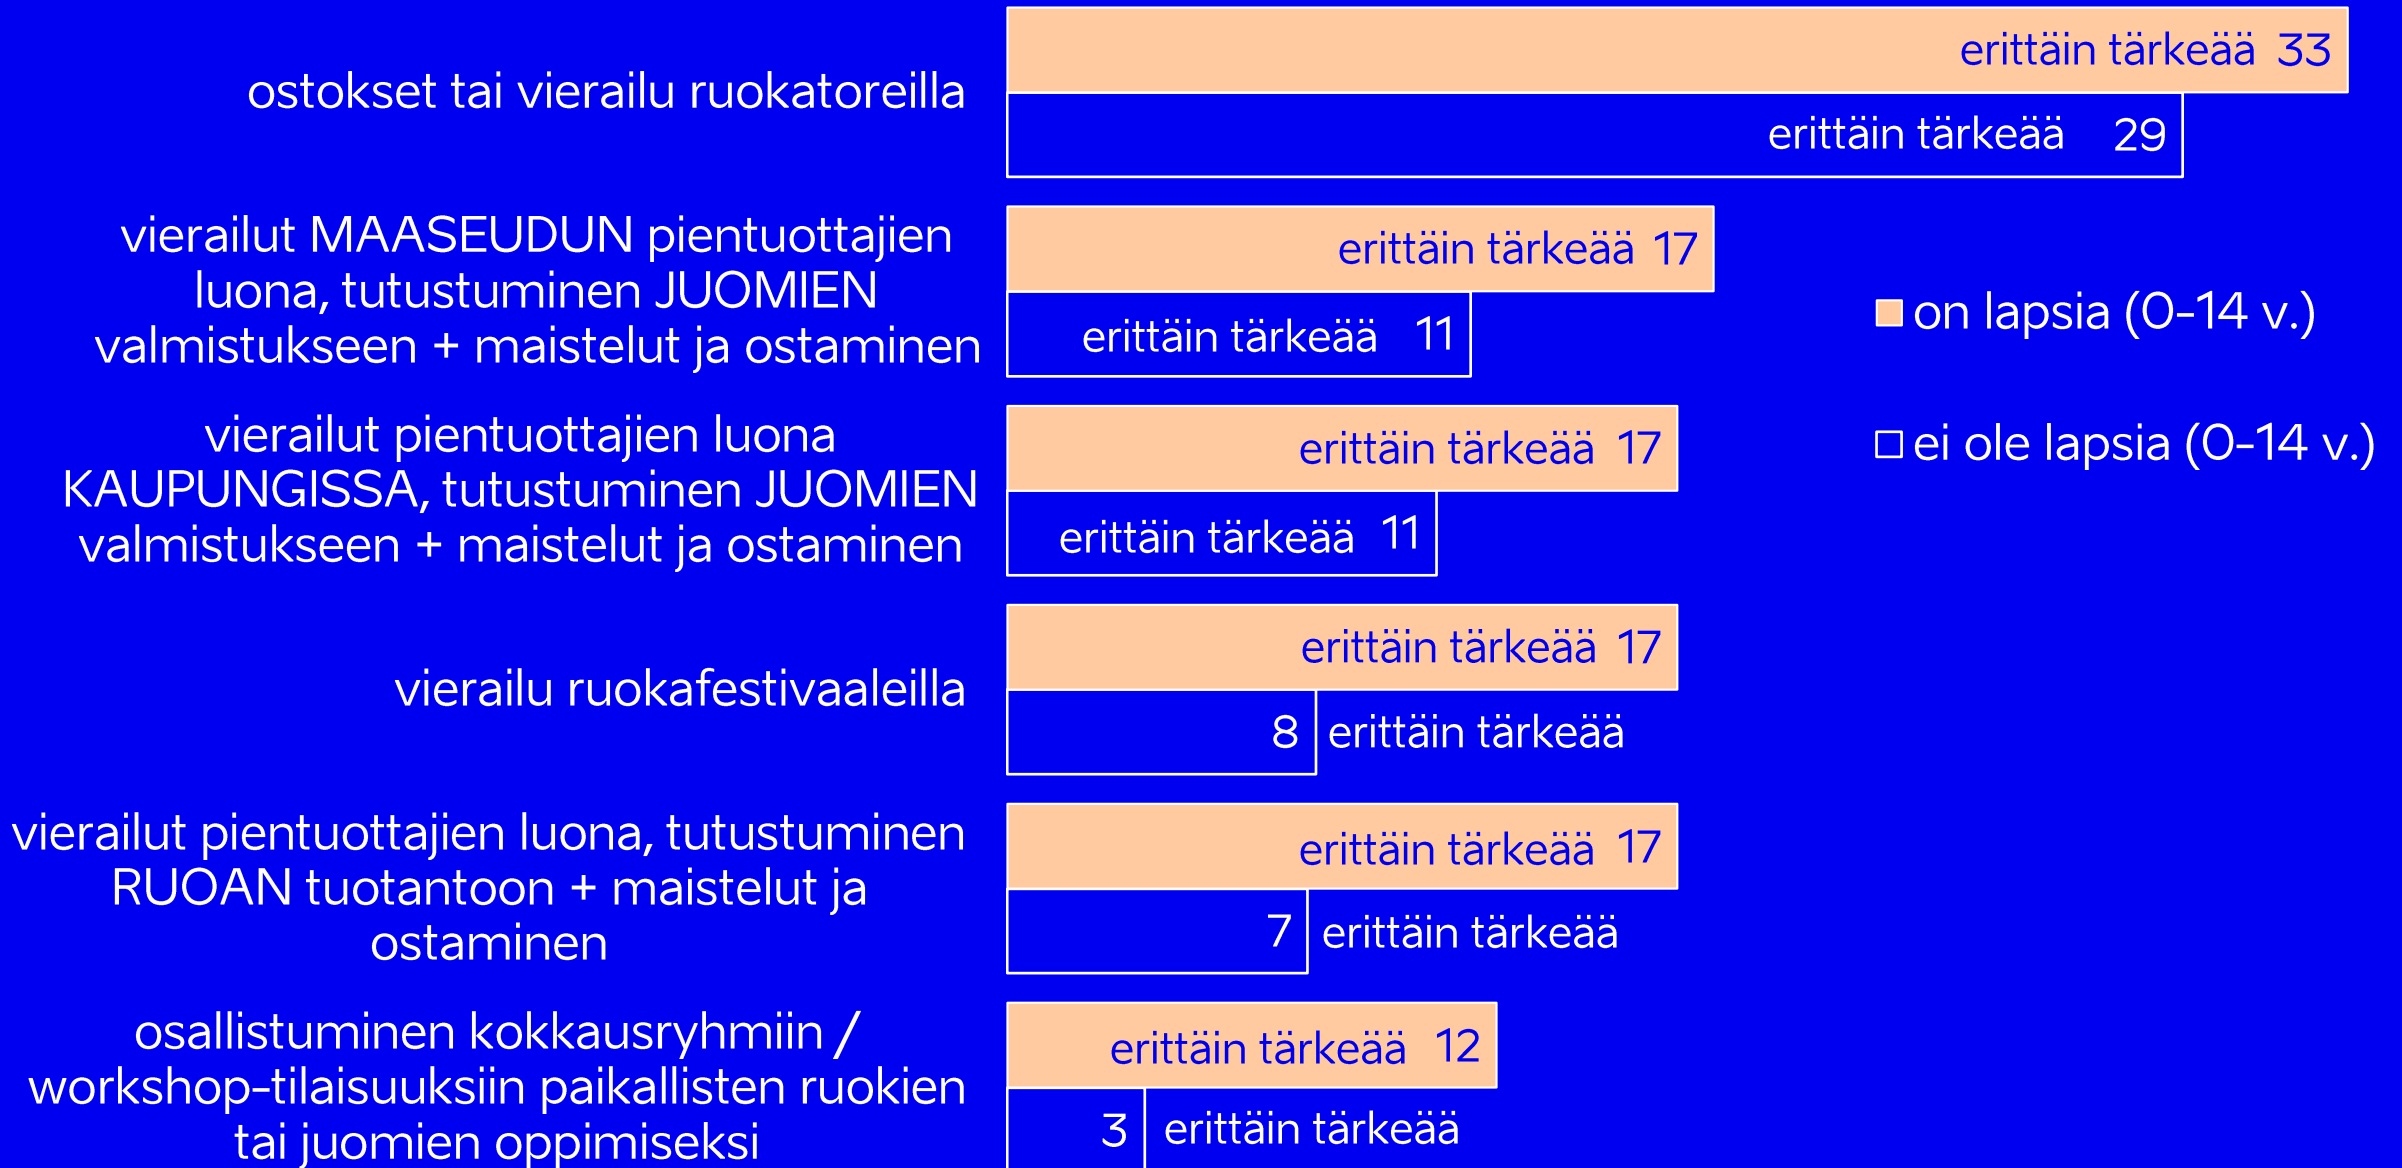 ostokset tai vierailu ruokatoreilla
erittäin tärkeää 33
erittäin tärkeää 29
vierailut MAASEUDUN pientuottajien
luona, tutustuminen JUOMIEN
valmistukseen + maistelut ja ostaminen
erittäin tärkeää 17
erittäin tärkeää 11
vierailut pientuottajien luona
KAUPUNGISSA, tutustuminen JUOMIEN
valmistukseen + maistelut ja ostaminen
erittäin tärkeää 17
erittäin tärkeää 11
vierailu ruokafestivaaleilla
erittäin tärkeää 17
8 erittäin tärkeää
vierailut pientuottajien luona, tutustuminen
RUOAN tuotantoon + maistelut ja
ostaminen
erittäin tärkeää 17
7 erittäin tärkeää
osallistuminen kokkausryhmiin /
workshop-tilaisuuksiin paikallisten ruokien
tai juomien oppimiseksi
erittäin tärkeää 12
3 erittäin tärkeää
on lapsia (0-14 v.)
ei ole lapsia (0-14 v.)